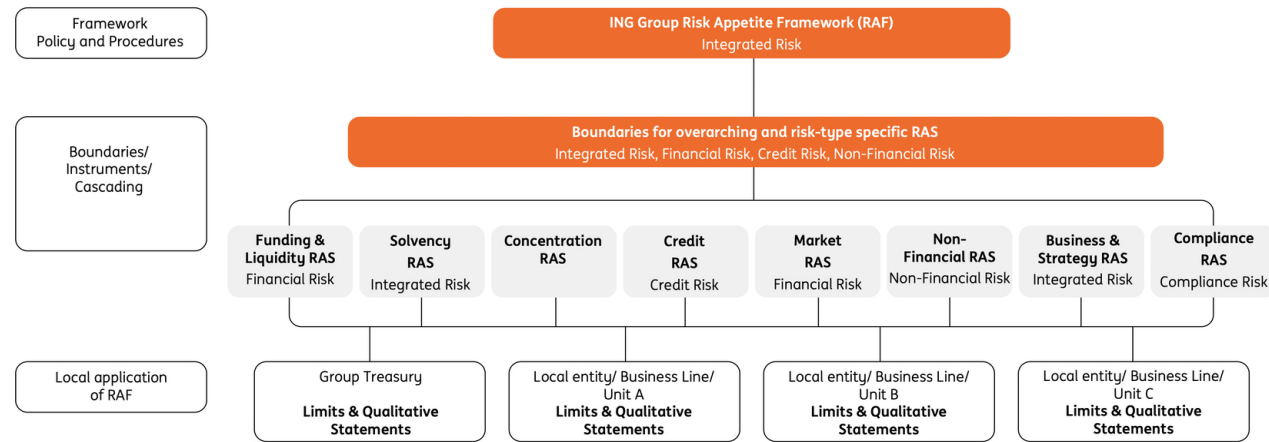 Framework
Policy and Procedures
ING Group Risk Appetite Framework (RAF)
Integrated Risk
Boundaries/
Instruments/
Cascading
Boundaries for overarching and risk-type specific RAS
Integrated Risk, Financial Risk, Credit Risk, Non-Financial Risk
Funding &
Liquidity RAS
Financial Risk
Solvency
RAS
Integrated Risk
Concentration
RAS
Credit
RAS
Credit Risk
Market
RAS
Financial Risk
Non-
Financial RAS
Non-Financial Risk
Business &
Strategy RAS
Integrated Risk
Compliance
RAS
Compliance Risk
Local application
of RAF
Group Treasury
Limits & Qualitative
Statements
Local entity/ Business Line/
Unit A
Limits & Qualitative
Statements
Local entity/ Business Line/
Unit B
Limits & Qualitative
Statements
Local entity/ Business Line/
Unit C
Limits & Qualitative
Statements